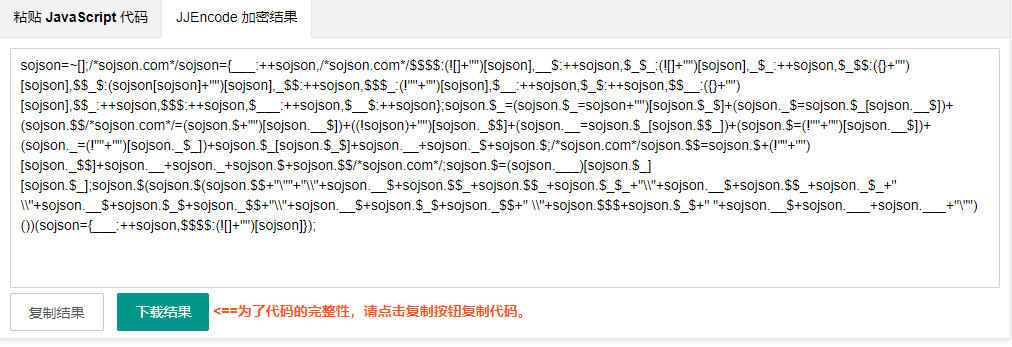 粘贴 JavaScript 代码
JJEncode 加密结果
sojson=~[];/*sojson.com*/sojson={___:++sojson,/*sojson.com*/$$$$:(![]+"")[sojson],__$:++sojson,$_$_:(![]+"")[sojson],_$_:++sojson,$_$$:({}+"")
[sojson],$$_$:(sojson[sojson]+"")[sojson],_$$:++sojson,$$$_:(!""+"")[sojson],$__:++sojson,$_$:++sojson,$$__:({}+"")
[sojson],$$_:++sojson,$$$:++sojson,$___:++sojson,$__$:++sojson};sojson.$_=(sojson.$_=sojson+"")[sojson.$_$]+(sojson._$=sojson.$_[sojson.__$])+
(sojson.$$/*sojson.com*/=(sojson.$+"")[sojson.__$])+((!sojson)+"")[sojson._$$]+(sojson.__=sojson.$_[sojson.$$_])+(sojson.$=(!""+"")[sojson.__$])+
(sojson._=(!""+"")[sojson._$_])+sojson.$_[sojson.$_$]+sojson.__+sojson._$+sojson.$;/*sojson.com*/sojson.$$=sojson.$+(!""+"")
[sojson._$$]+sojson.__+sojson._+sojson.$+sojson.$$/*sojson.com*/;sojson.$=(sojson.___)[sojson.$_]
[sojson.$_];sojson.$(sojson.$(sojson.$$+"\""+"\\"+sojson.__$+sojson.$$_+sojson.$$_+sojson.$_$_+"\\"+sojson.__$+sojson.$$_+sojson._$_+"
\\"+sojson.__$+sojson.$_$+sojson._$$+"\\"+sojson.__$+sojson.$_$+sojson._$$+" \\"+sojson.$$$+sojson.$_$+" "+sojson.__$+sojson.___+sojson.___+"\"")
())(sojson={___:++sojson,$$$$:(![]+"")[sojson]});
复制结果
下载结果
<==为了代码的完整性，请点击复制按钮复制代码。